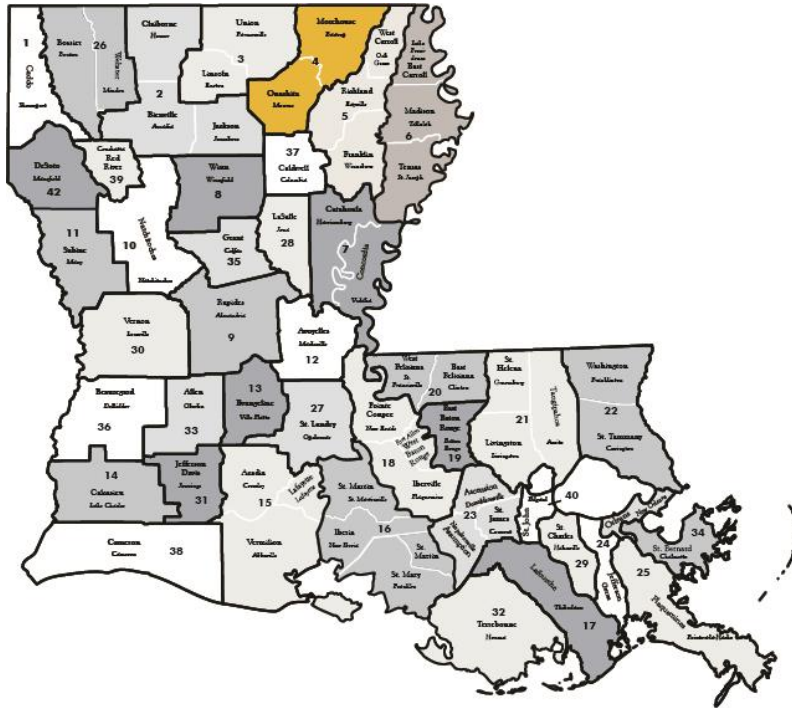 1
Caddo
Shreveport
Bossier
Benton
26
Webster
Minden
Claiborne
Homer
2
Bienville
Arcadia
Jackson
Jonesboro
Union
Farmerville
3
Lincoln
Ruston
Morehouse
Bastrop
4
Ouachita
Monroe
West
Carroll
Oak
Grove
Richland
Rayville
5
Franklin
Winnsboro
Lake
Providence
East
Carroll
Madison
Tallulah
6
Tensas
St. Joseph
DeSoto
Mansfield
42
Coushatta
Red
River
39
Winn
Winnfield
8
37
Caldwell
Columbia
Catahoula
Harrisonburg
7
Concordia
Vidalia
11
Sabine
Many
10
Natchitoches
Natchitoches
Grant
Colfax
35
LaSalle
Jena
28
Vernon
Leesville
30
Rapides
Alexandria
9
Avoyelles
Marksville
12
Beauregard
DeRidder
36
Allen
Oberlin
33
13
Evangeline
Ville Platte
27
St. Landry
Opelousas
Pointe
Coupee
New Roads
Port Allen
West
Baton
Rouge
18
Iberville
Plaquemine
West
Feliciana
St.
Francisville
East
Feliciana
Clinton
20
East
Baton
Rouge
Baton
Rouge
19
St.
Helena
Greensburg
Tangipahoa
21
Livingston
Livingston
Amite
Washington
Franklinton
22
St. Tammany
Covington
14
Calcasieu
Lake Charles
Jefferson
Davis
Jennings
31
Acadia
Crowley
15
Lafayette
Lafayette
Vermilion
Abbeville
Cameron
Cameron
38
St. Martin
St. Martinville
16
Iberia
New Iberia
St.
Martin
St. Mary
Franklin
Ascension
Donaldsonville
23
St.
James
Convent
Napoleonville
Assumption
St. John
Edgard
40
St.
Charles
Hahnville
29
Orleans
New Orleans
24
Jefferson
Gretna
34
St. Bernard
Chalmette
25
Plaquemines
Pointe à la Hache
Lafourche
Thibodaux
17
32
Terrebonne
Houma